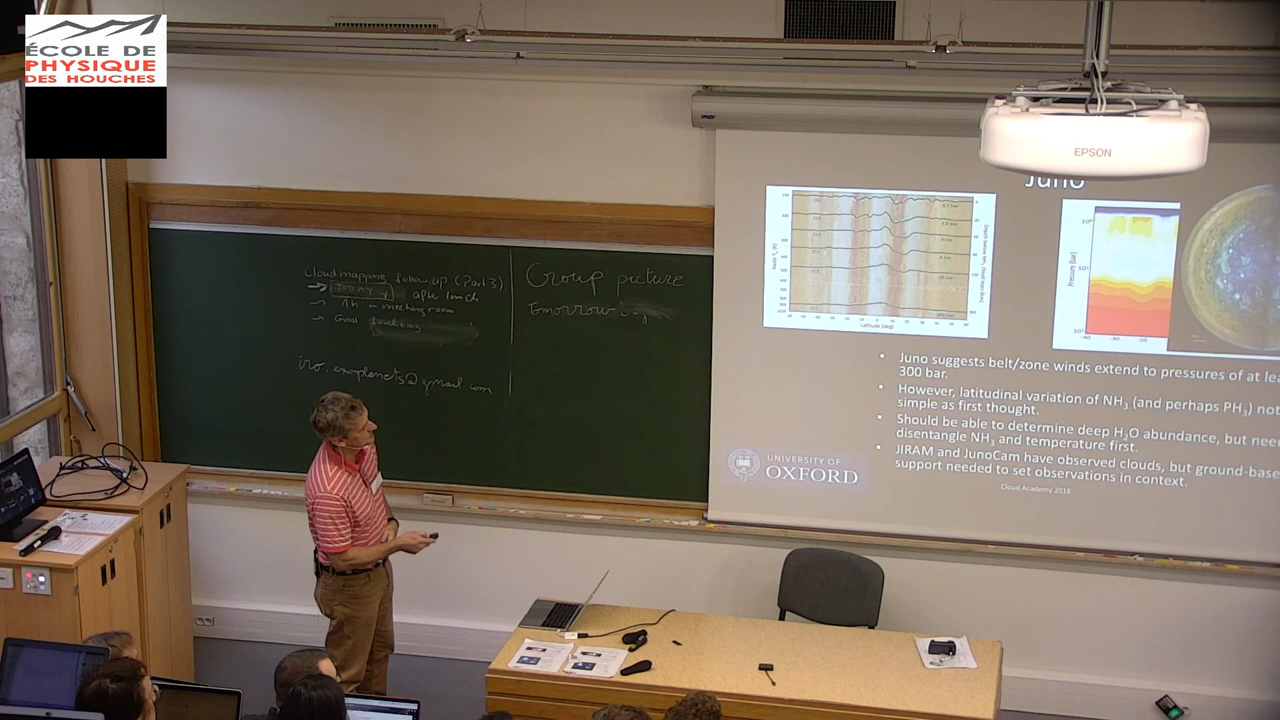 ÉCOLE DE
PHYSIQUE
DES HOUCHES
EPSON
Juno
Cloud mapping follow up (Part 3)
after lunch
1h - meeting room
Goal
iro.exoplanets@gmail.com
Group picture
Tomorrow
Pressure (bar)
Latitude (deg)
Juno suggests belt/zone winds extend to pressures of at
300 bar.
However, latitudinal variation of NH3 (and perhaps PH3) not
simple as first thought.
Should be able to determine deep H2O abundance, but
disentangle NH3 and temperature first.
JIRAM and JunoCam have observed clouds, but
support needed to set observations in context.
UNIVERSITY OF
OXFORD
Cloud Academy 2018